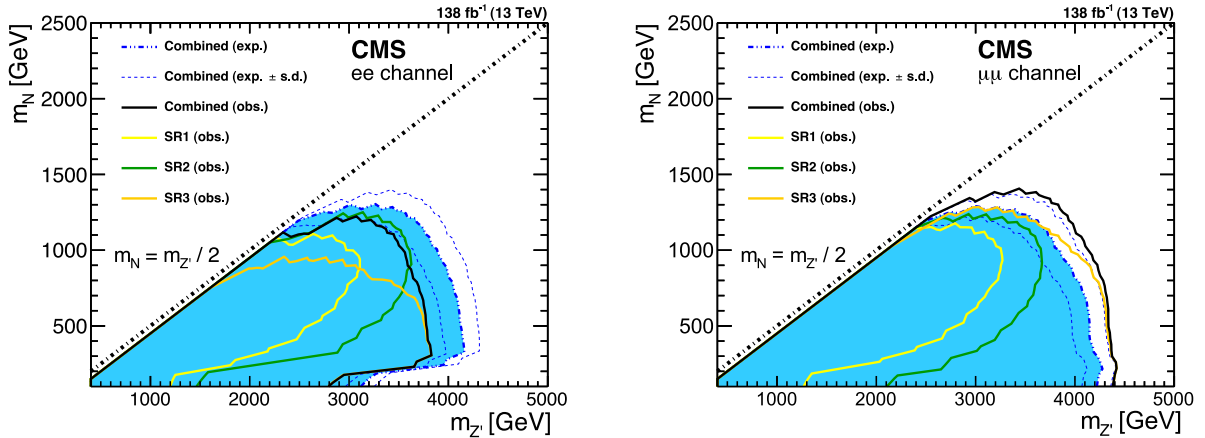 138 fb⁻¹ (13 TeV)
m_N [GeV]
2500
2000
1500
1000
500
Combined (exp.)
Combined (exp. ± s.d.)
Combined (obs.)
SR1 (obs.)
SR2 (obs.)
SR3 (obs.)
CMS
ee channel
m_N = m_Z' / 2
1000 2000 3000 4000 5000
m_Z' [GeV]
138 fb⁻¹ (13 TeV)
m_N [GeV]
2500
2000
1500
1000
500
Combined (exp.)
Combined (exp. ± s.d.)
Combined (obs.)
SR1 (obs.)
SR2 (obs.)
SR3 (obs.)
CMS
μμ channel
m_N = m_Z' / 2
1000 2000 3000 4000 5000
m_Z' [GeV]